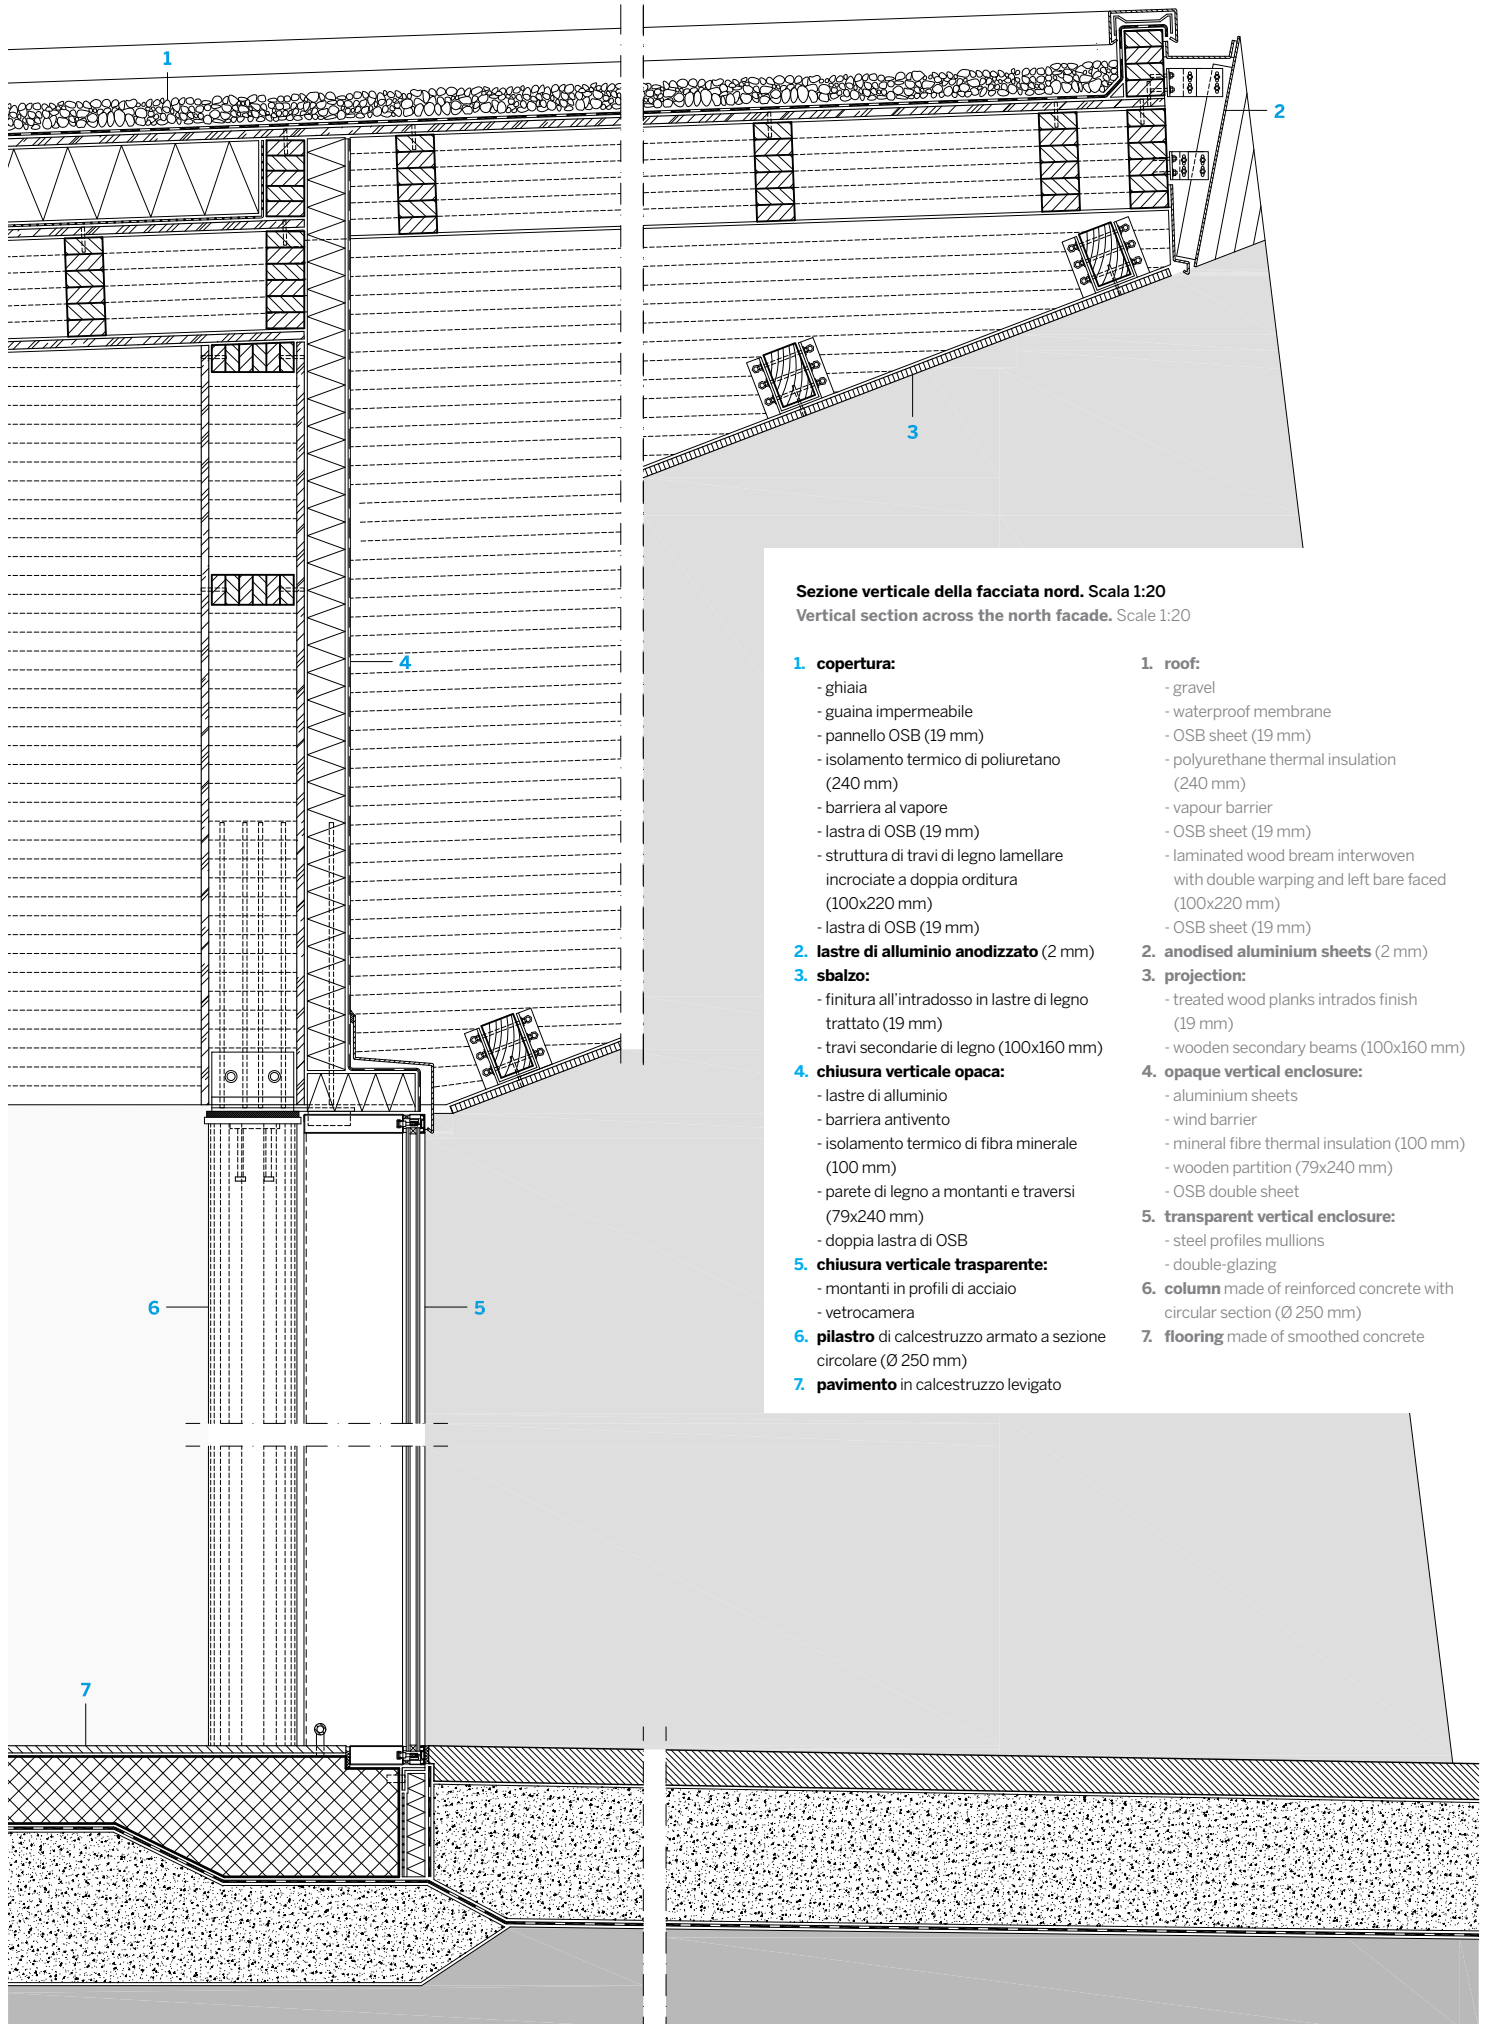 1
2
3
4
6
5
7
Sezione verticale della facciata nord. Scala 1:20
Vertical section across the north facade. Scale 1:20
1. copertura:
- ghiaia
- guaina impermeabile
- pannello OSB (19 mm)
- isolamento termico di poliuretano
(240 mm)
- barriera al vapore
- lastra di OSB (19 mm)
- struttura di travi di legno lamellare
incrociate a doppia orditura
(100x220 mm)
- lastra di OSB (19 mm)
2. lastre di alluminio anodizzato (2 mm)
3. sbalzo:
- finitura all'intradosso in lastre di legno
trattato (19 mm)
- travi secondarie di legno (100x160 mm)
4. chiusura verticale opaca:
- lastre di alluminio
- barriera antivento
- isolamento termico di fibra minerale
(100 mm)
- parete di legno a montanti e traversi
(79x240 mm)
- doppia lastra di OSB
5. chiusura verticale trasparente:
- montanti in profili di acciaio
- vetrocamera
6. pilastro di calcestruzzo armato a sezione
circolare (Ø 250 mm)
7. pavimento in calcestruzzo levigato
1. roof:
- gravel
- waterproof membrane
- OSB sheet (19 mm)
- polyurethane thermal insulation
(240 mm)
- vapour barrier
- OSB sheet (19 mm)
- laminated wood bream interwoven
with double warping and left bare faced
(100x220 mm)
- OSB sheet (19 mm)
2. anodised aluminium sheets (2 mm)
3. projection:
- treated wood planks intrados finish
(19 mm)
- wooden secondary beams (100x160 mm)
4. opaque vertical enclosure:
- aluminium sheets
- wind barrier
- mineral fibre thermal insulation (100 mm)
- wooden partition (79x240 mm)
- OSB double sheet
5. transparent vertical enclosure:
- steel profiles mullions
- double-glazing
6. column made of reinforced concrete with
circular section (Ø 250 mm)
7. flooring made of smoothed concrete